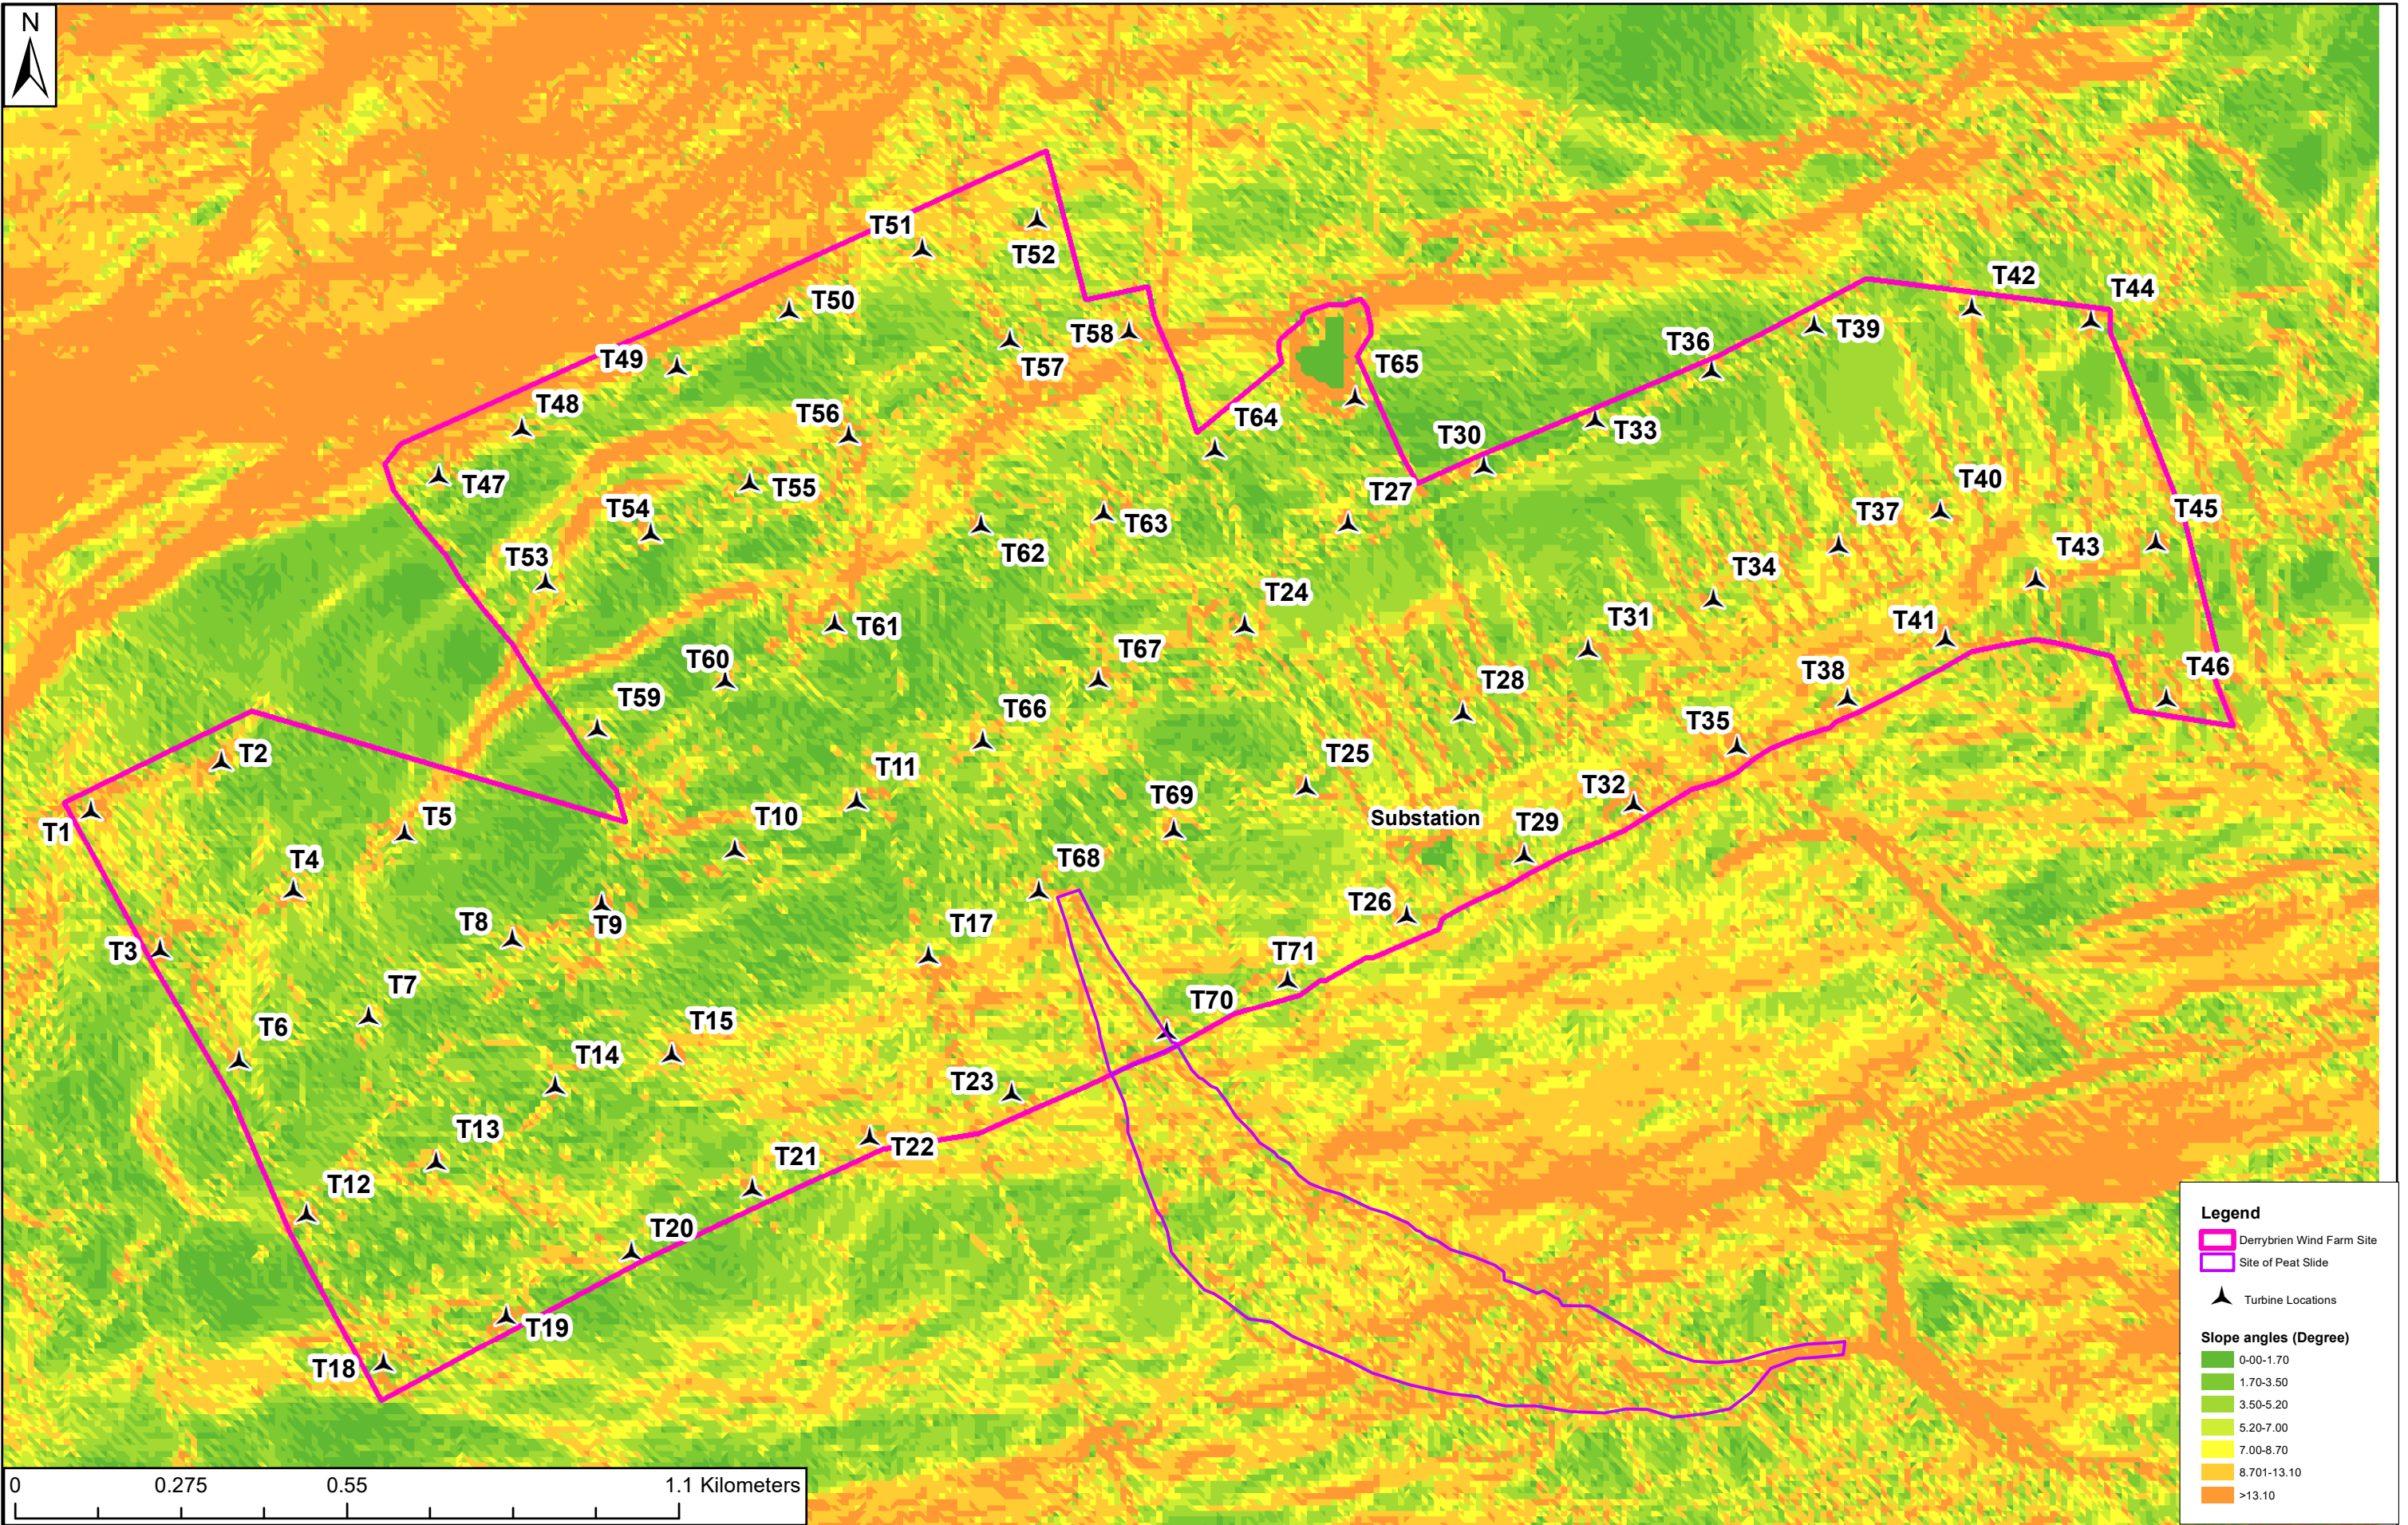 N
T51
T52
T42
T44
T50
T58
T57
T36
T39
T49
T65
T48
T56
T64
T30
T33
T47
T55
T27
T40
T54
T63
T37
T45
T62
T53
T43
T34
T24
T31
T61
T41
T67
T60
T46
T38
T28
T59
T66
T35
T2
T11
T25
T32
T1
T5
T10
T69
Substation
T29
T4
T68
T26
T8
T9
T17
T3
T71
T7
T70
T6
T15
T14
T23
T13
T22
T21
T12
T20
T19
T18
Legend
Derrybrien Wind Farm Site
Site of Peat Slide
Turbine Locations
Slope angles (Degree)
0-00-1.70
1.70-3.50
3.50-5.20
5.20-7.00
7.00-8.70
8.701-13.10
>13.10
0 0.275 0.55 1.1 Kilometers